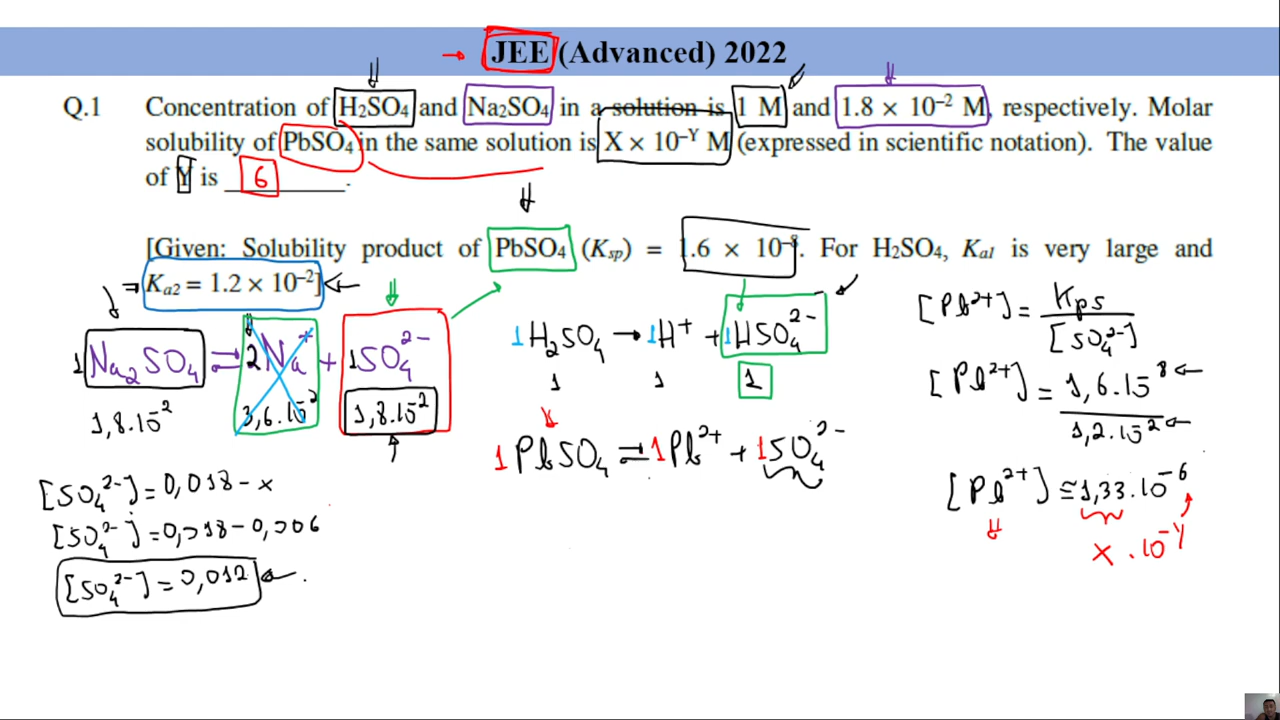 → JEE (Advanced) 2022
Q.1 Concentration of H₂SO₄ and Na2SO4 in a solution is 1 M and 1.8 × 10⁻² M, respectively. Molar
solubility of PbSO₄ in the same solution is X × 10⁻ʸ M (expressed in scientific notation). The value
of Y is 6 .
[Given: Solubility product of PbSO₄ (Kₛₚ) = 1.6 × 10⁻⁸. For H₂SO₄, Kₐ₁ is very large and
Kₐ₂ = 1.2 × 10⁻²]
1 Na₂SO₄ ⇌ 2Na⁺ + 1SO₄²⁻
1,8.10⁻² 3,6.10⁻² 1,8.10⁻²
[SO₄²⁻] = 0,018 - x
[SO₄²⁻] = 0,018 - 0,006
[SO₄²⁻] = 0,012
1H₂SO₄ → 1H⁺ + 1HSO₄²⁻
1 1 1
1PbSO₄ ⇌ 1Pb²⁺ + 1SO₄²⁻
[Pb²⁺] = Kps / [SO₄²⁻]
[Pb²⁺] = 1,6.10⁻⁸ / 1,2.10⁻²
[Pb²⁺] ≅ 1,33.10⁻⁶
x . 10⁻ʸ